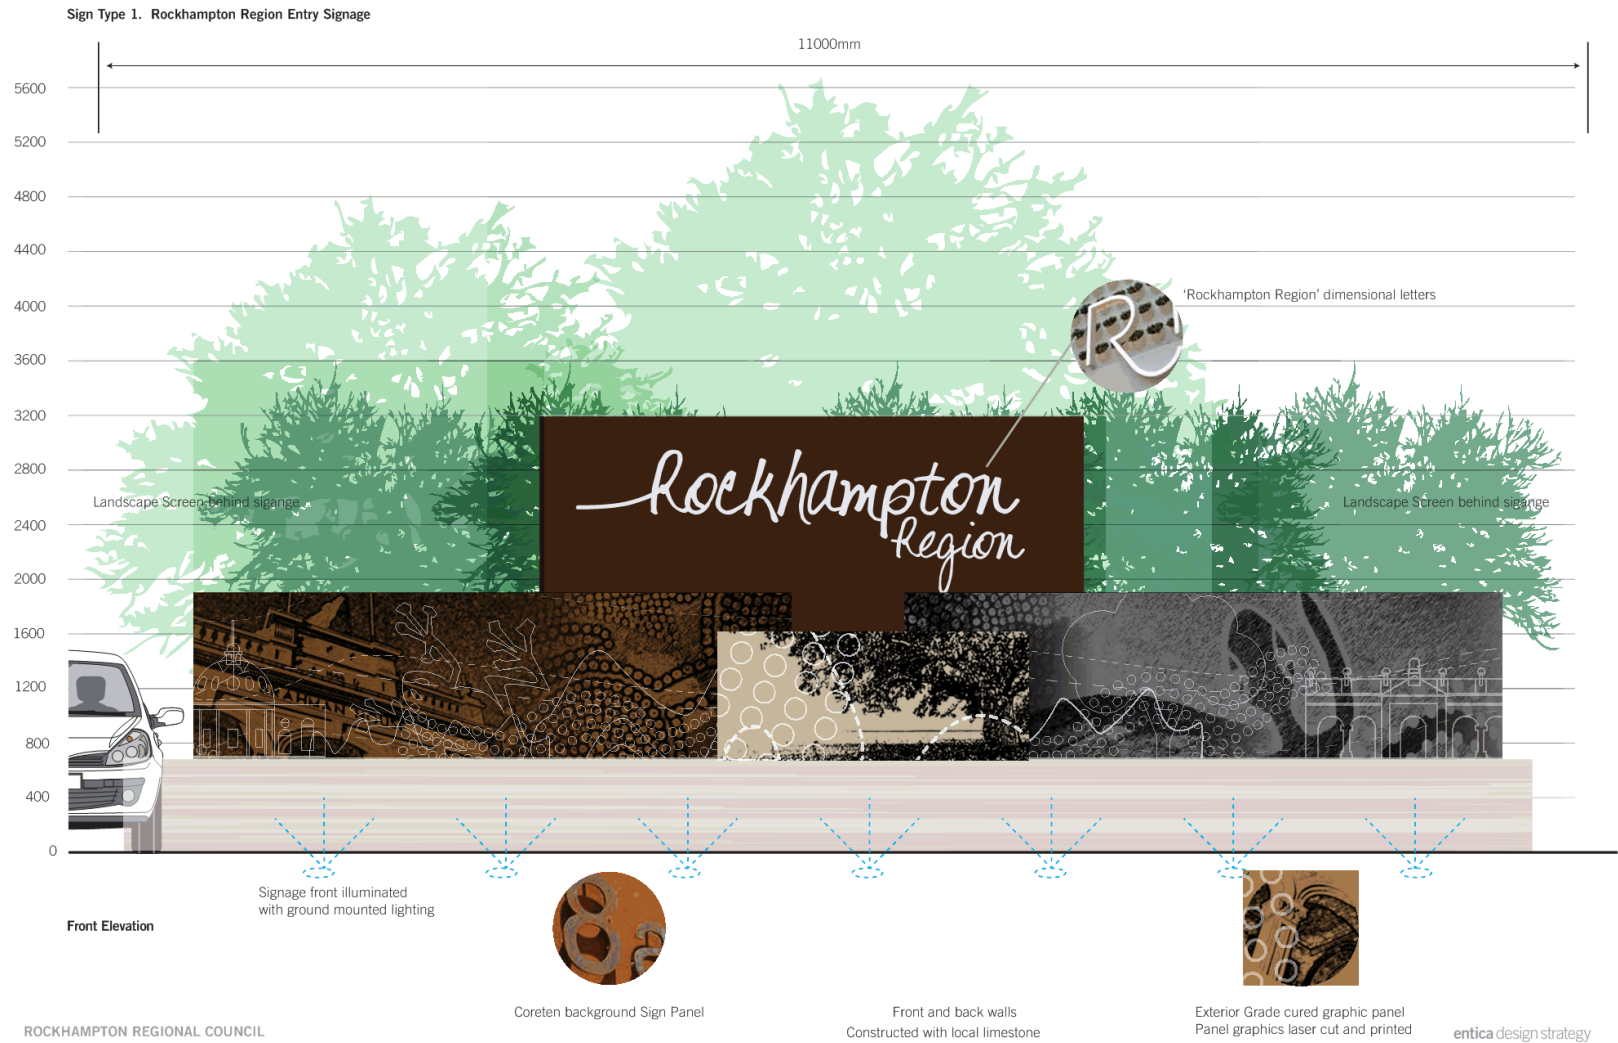 Sign Type 1.  Rockhampton Region Entry Signage
11000mm
5600
5200
4800
4400
4000
‘Rockhampton Region’ dimensional letters
R
3600
3200
2800
Rockhampton
Region
Landscape Screen behind sigange
Landscape Screen behind sigange
2400
2000
1600
1200
800
400
0
Signage front illuminated
with ground mounted lighting
Front Elevation
8
Coreten background Sign Panel
Front and back walls
Constructed with local limestone
Exterior Grade cured graphic panel
Panel graphics laser cut and printed
ROCKHAMPTON REGIONAL COUNCIL
entica design strategy